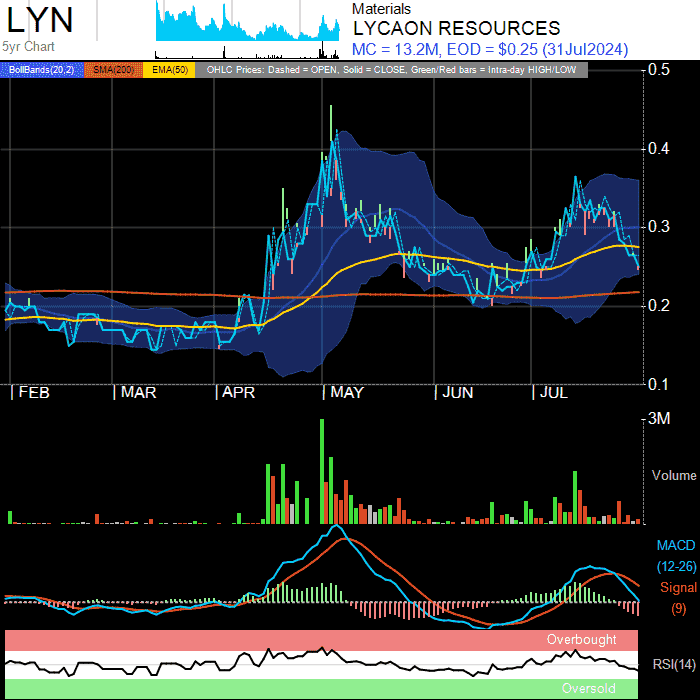 LYN
5yr Chart
Materials
LYCAON RESOURCES
MC = 13.2M, EOD = $0.25 (31Jul2024)
BollBands(20,2) SMA(200) EMA(50) OHLC Prices: Dashed = OPEN, Solid = CLOSE, Green/Red bars = Intra-day HIGH/LOW
0.5
0.4
0.3
0.2
0.1
FEB MAR APR MAY JUN JUL
3M
Volume
MACD
(12-26)
Signal
(9)
Overbought
RSI(14)
Oversold